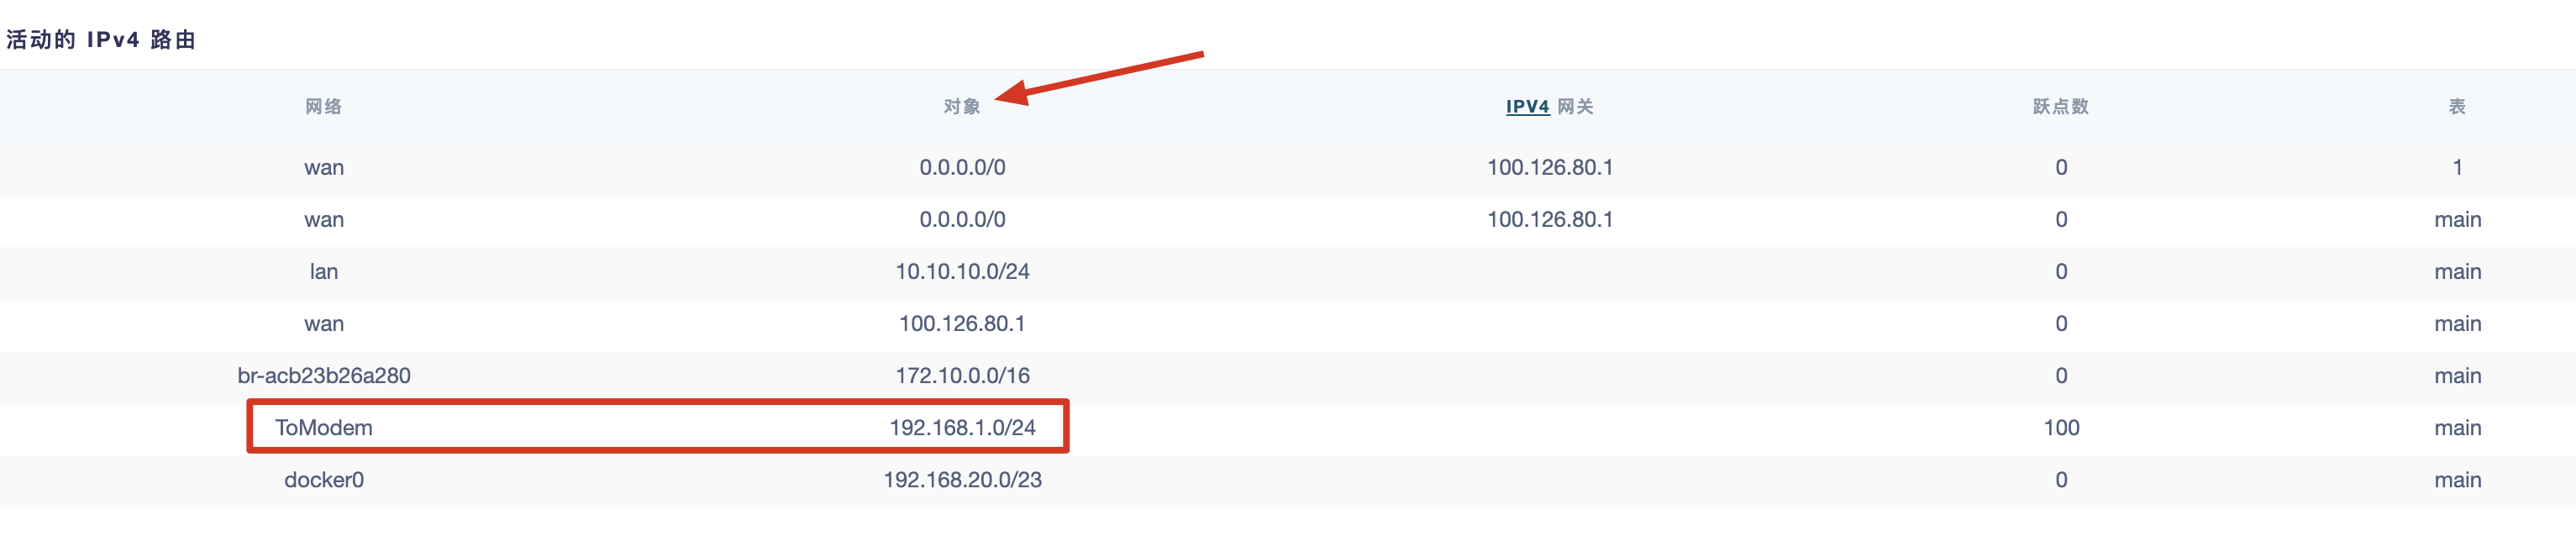 活动的 IPv4 路由
网络 对象 IPV4 网关 跃点数 表
wan 0.0.0.0/0 100.126.80.1 0 1
wan 0.0.0.0/0 100.126.80.1 0 main
lan 10.10.10.0/24 0 main
wan 100.126.80.1 0 main
br-acb23b26a280 172.10.0.0/16 0 main
ToModem 192.168.1.0/24 100 main
docker0 192.168.20.0/23 0 main